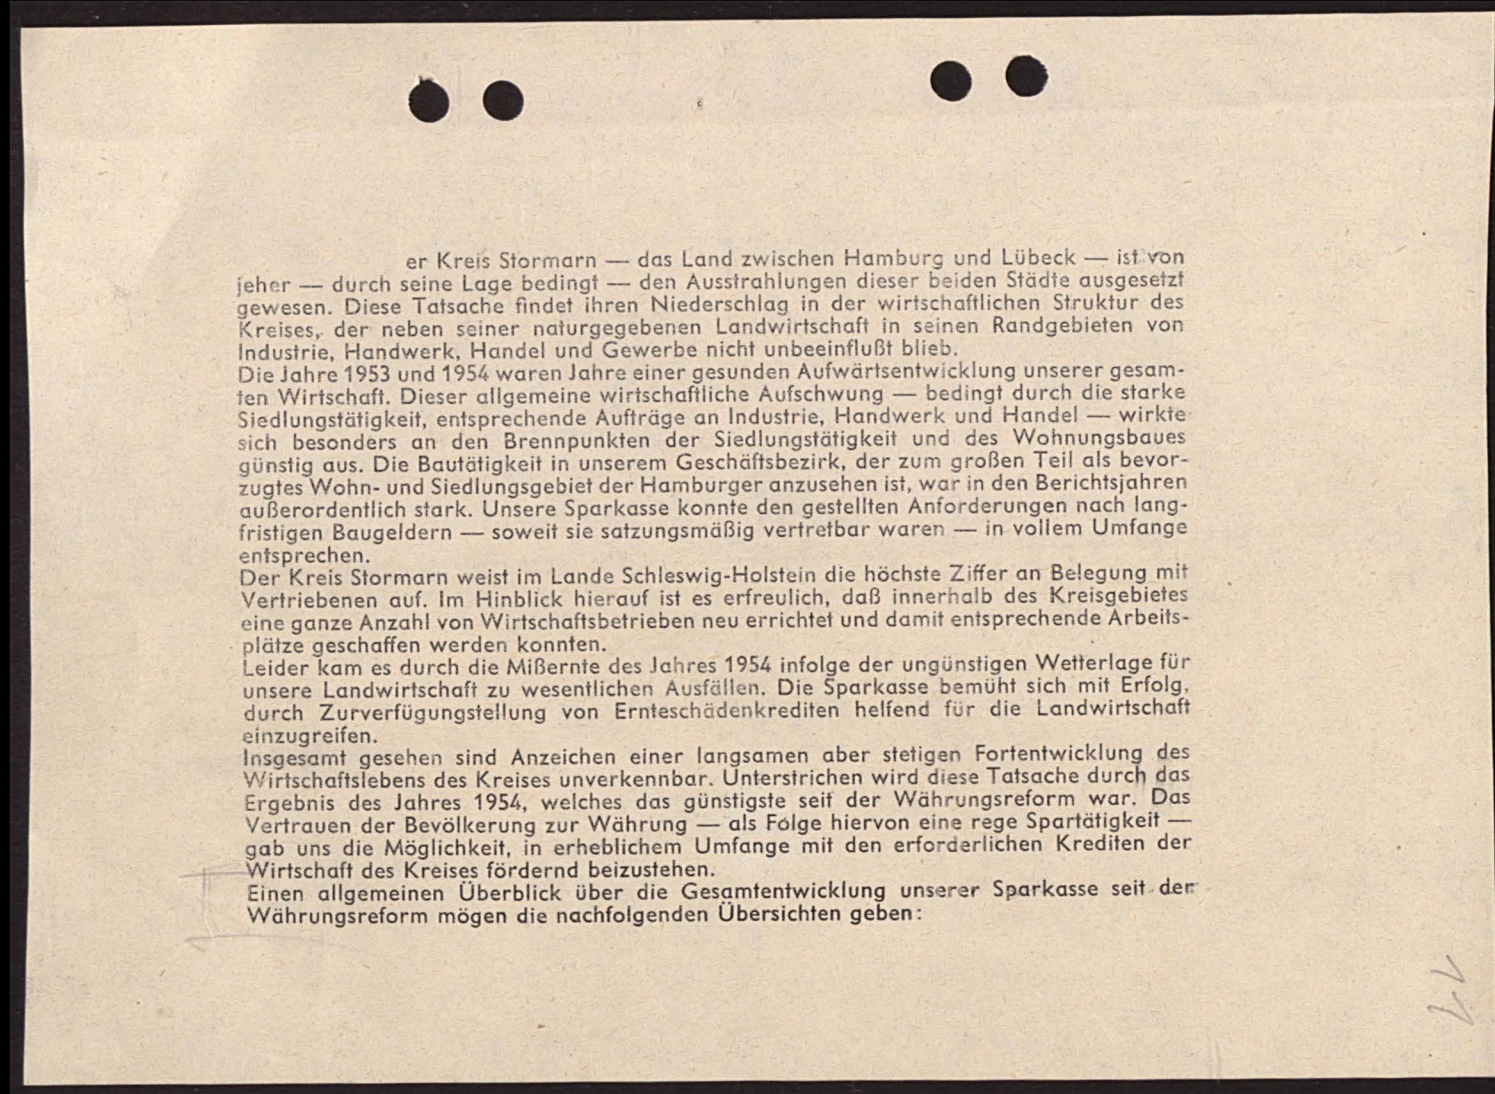 er Kreis Stormarn — das Land zwischen Hamburg und Lübeck — ist von
jeher — durch seine Lage bedingt — den Ausstrahlungen dieser beiden Städte ausgesetzt
gewesen. Diese Tatsache findet ihren Niederschlag in der wirtschaftlichen Struktur des
Kreises, der neben seiner naturgegebenen Landwirtschaft in seinen Randgebieten von
Industrie, Handwerk, Handel und Gewerbe nicht unbeeinflußt blieb.
Die Jahre 1953 und 1954 waren Jahre einer gesunden Aufwärtsentwicklung unserer gesam-
ten Wirtschaft. Dieser allgemeine wirtschaftliche Aufschwung — bedingt durch die starke
Siedlungstätigkeit, entsprechende Aufträge an Industrie, Handwerk und Handel — wirkte
sich besonders an den Brennpunkten der Siedlungstätigkeit und des Wohnungsbaues
günstig aus. Die Bautätigkeit in unserem Geschäftsbezirk, der zum großen Teil als bevor-
zugtes Wohn- und Siedlungsgebiet der Hamburger anzusehen ist, war in den Berichtsjahren
außerordentlich stark. Unsere Sparkasse konnte den gestellten Anforderungen nach lang-
fristigen Baugeldern — soweit sie satzungsmäßig vertretbar waren — in vollem Umfange
entsprechen.
Der Kreis Stormarn weist im Lande Schleswig-Holstein die höchste Ziffer an Belegung mit
Vertriebenen auf. Im Hinblick hierauf ist es erfreulich, daß innerhalb des Kreisgebietes
eine ganze Anzahl von Wirtschaftsbetrieben neu errichtet und damit entsprechende Arbeits-
plätze geschaffen werden konnten.
Leider kam es durch die Mißernte des Jahres 1954 infolge der ungünstigen Wetterlage für
unsere Landwirtschaft zu wesentlichen Ausfällen. Die Sparkasse bemüht sich mit Erfolg,
durch Zurverfügungstellung von Ernteschädenkrediten helfend für die Landwirtschaft
einzugreifen.
Insgesamt gesehen sind Anzeichen einer langsamen aber stetigen Fortentwicklung des
Wirtschaftslebens des Kreises unverkennbar. Unterstrichen wird diese Tatsache durch das
Ergebnis des Jahres 1954, welches das günstigste seit der Währungsreform war. Das
Vertrauen der Bevölkerung zur Währung — als Folge hiervon eine rege Spartätigkeit —
gab uns die Möglichkeit, in erheblichem Umfange mit den erforderlichen Krediten der
Wirtschaft des Kreises fördernd beizustehen.
Einen allgemeinen Überblick über die Gesamtentwicklung unserer Sparkasse seit der
Währungsreform mögen die nachfolgenden Übersichten geben: